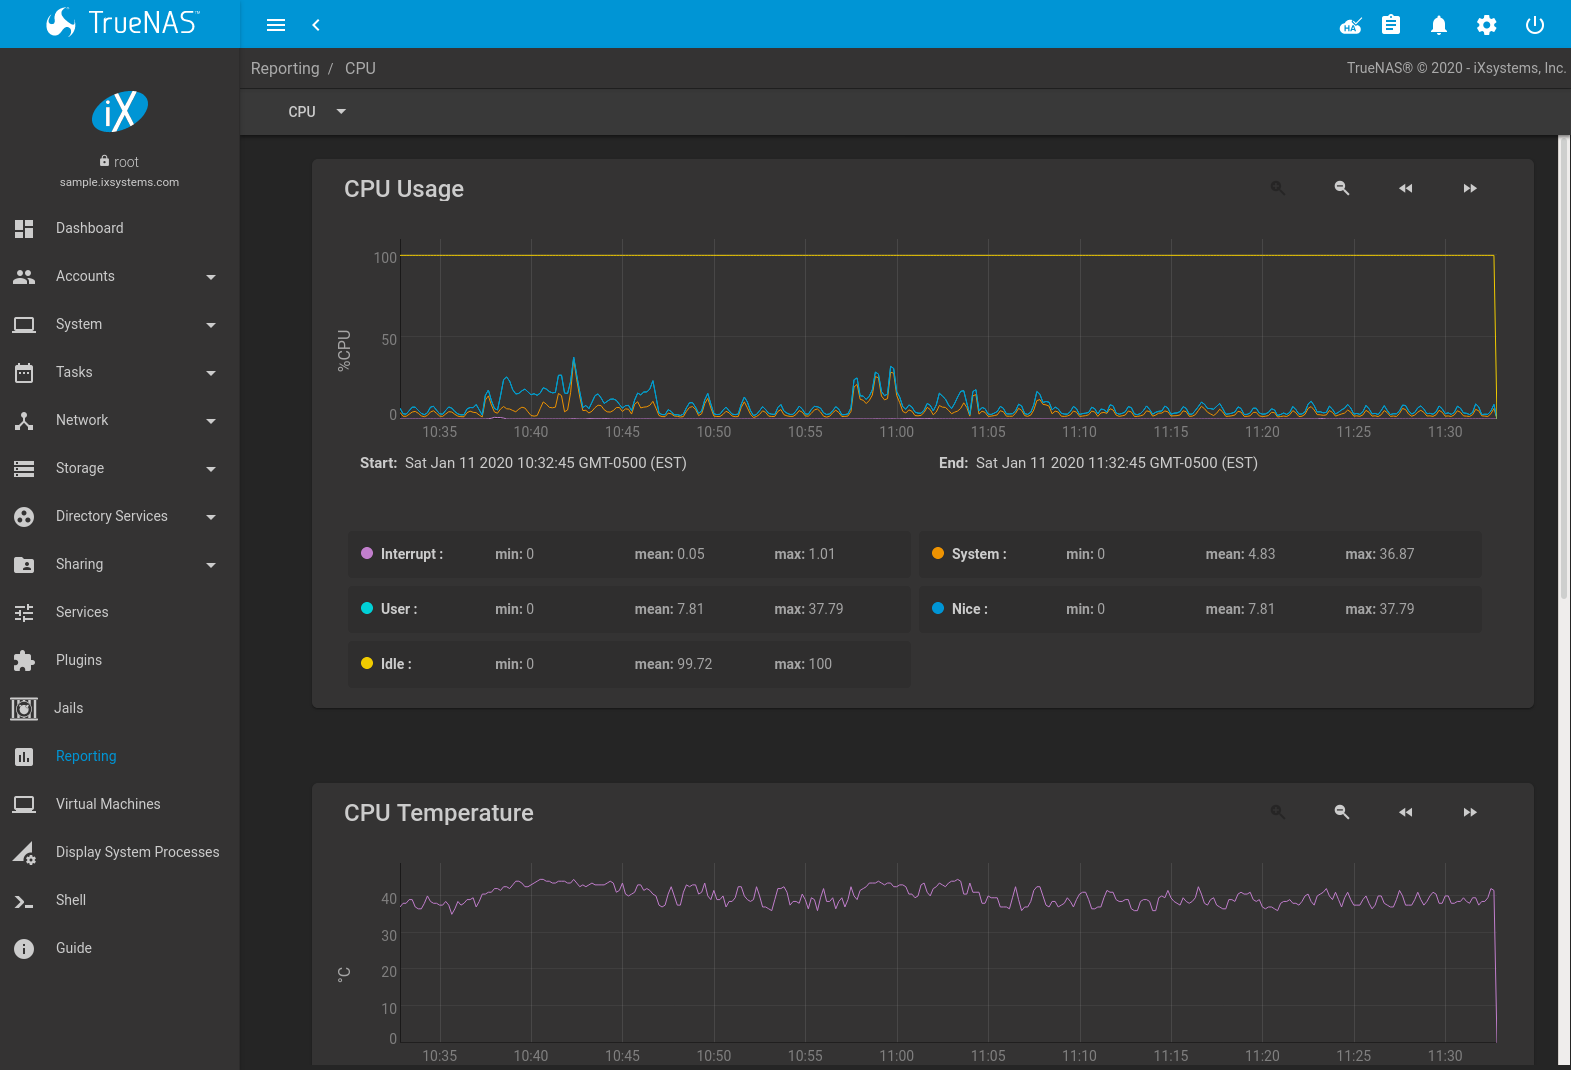 TrueNAS™
HA
Reporting / CPU
TrueNAS® © 2020 - iXsystems, Inc.
iX
root
sample.ixsystems.com
Dashboard
Accounts
System
Tasks
Network
Storage
Directory Services
Sharing
Services
Plugins
Jails
Reporting
Virtual Machines
Display System Processes
Shell
Guide
CPU
CPU Usage
%CPU
100
50
0
10:35 10:40 10:45 10:50 10:55 11:00 11:05 11:10 11:15 11:20 11:25 11:30
Start: Sat Jan 11 2020 10:32:45 GMT-0500 (EST)
End: Sat Jan 11 2020 11:32:45 GMT-0500 (EST)
Interrupt : min: 0 mean: 0.05 max: 1.01
System : min: 0 mean: 4.83 max: 36.87
User : min: 0 mean: 7.81 max: 37.79
Nice : min: 0 mean: 7.81 max: 37.79
Idle : min: 0 mean: 99.72 max: 100
CPU Temperature
°C
40
30
20
10
0
10:35 10:40 10:45 10:50 10:55 11:00 11:05 11:10 11:15 11:20 11:25 11:30